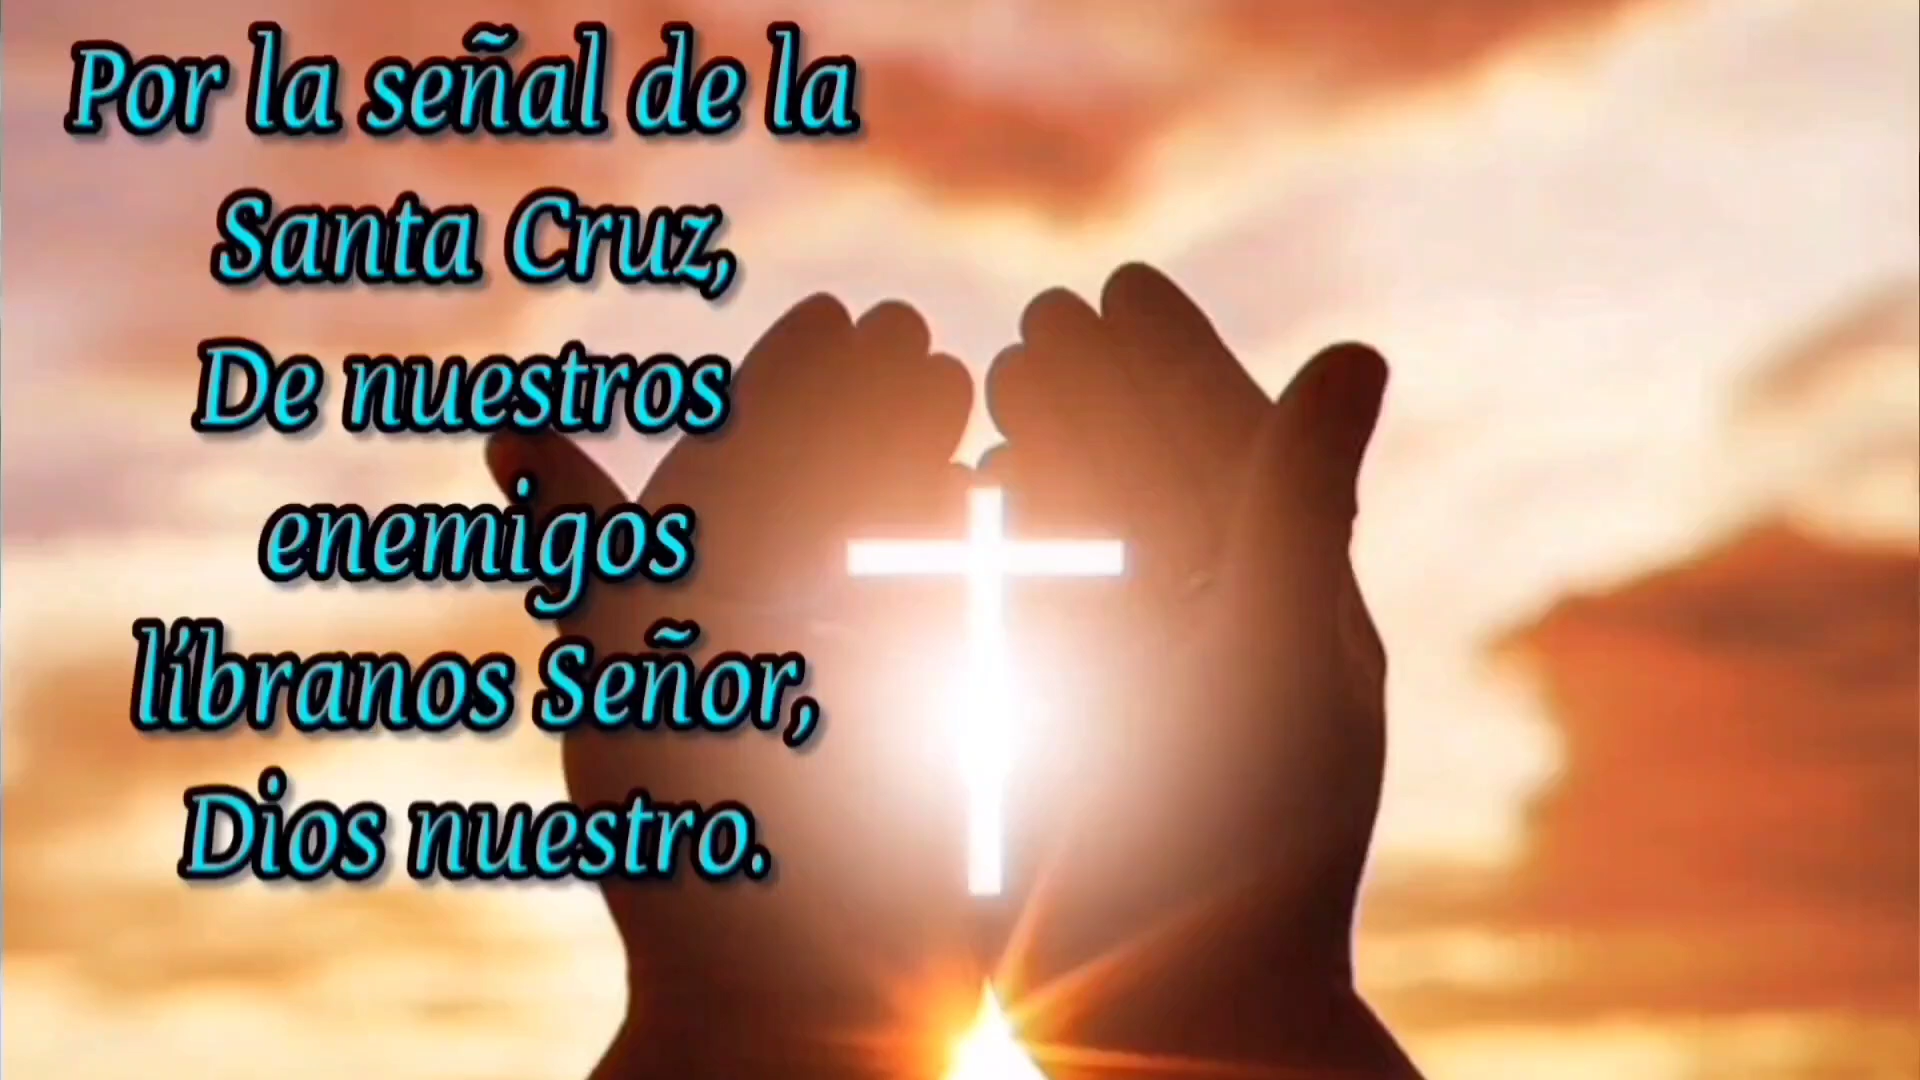 Por la señal de la
Santa Cruz,
De nuestros
enemigos
líbranos Señor,
Dios nuestro.